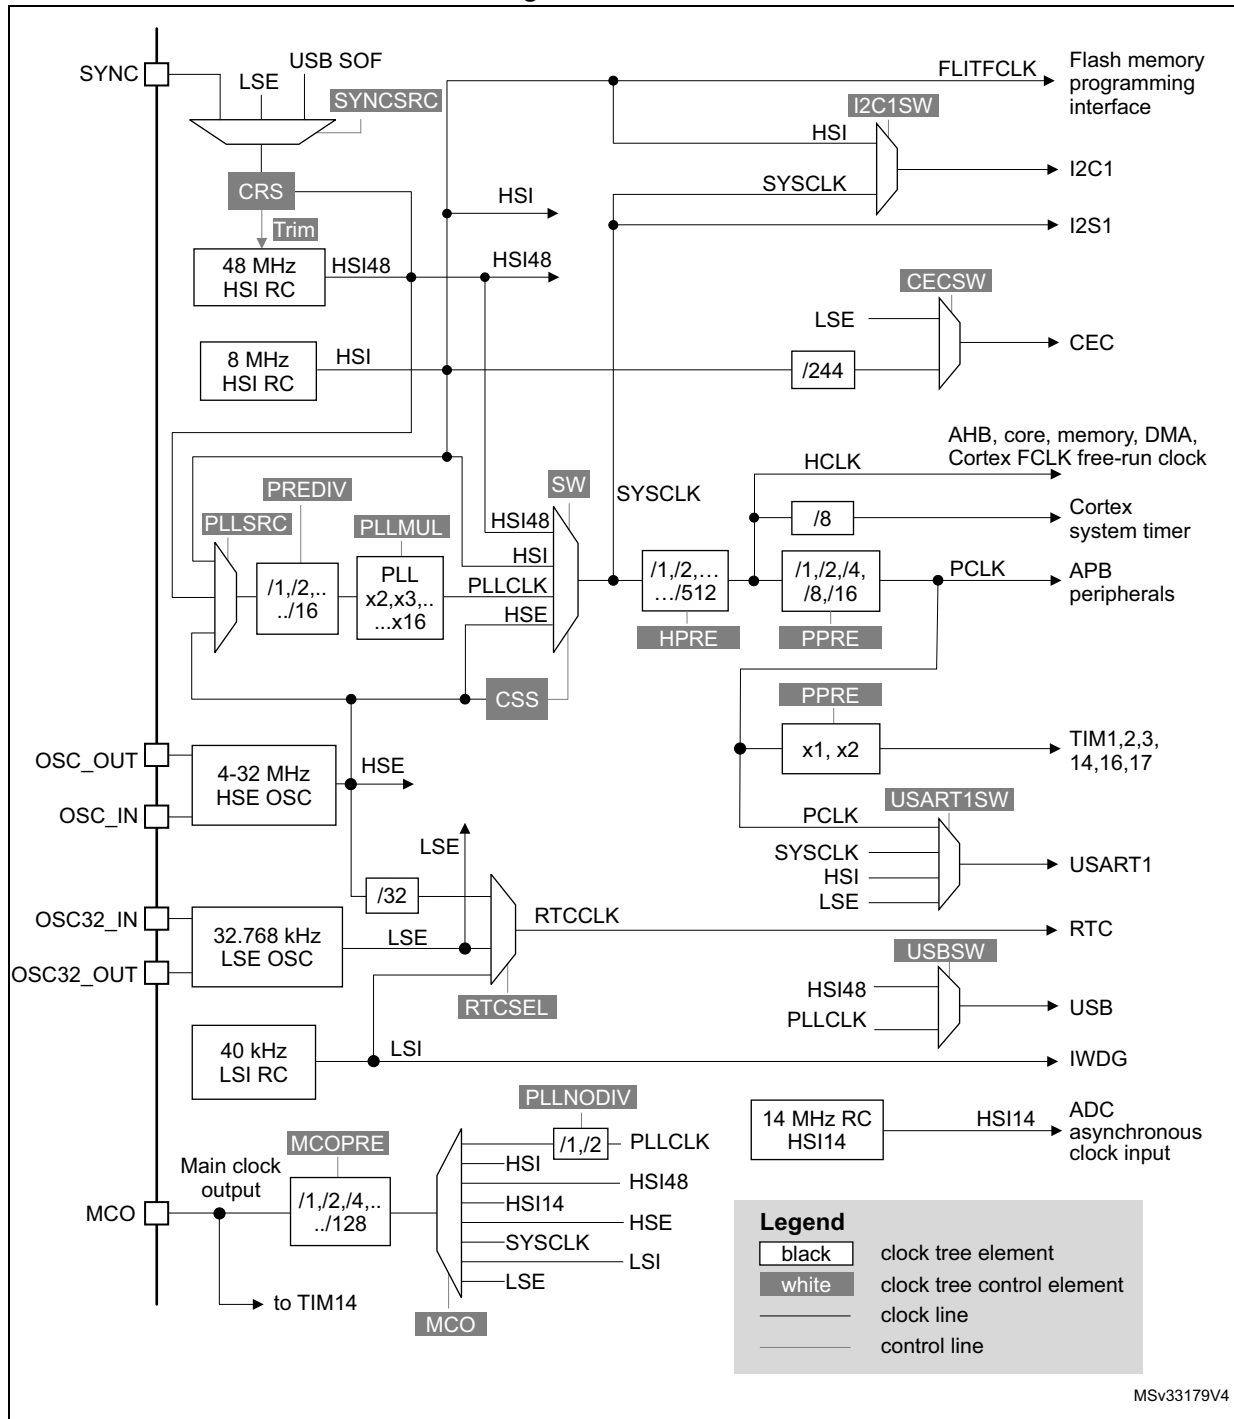 SYNC
LSE
USB SOF
SYNCSRC
CRS
Trim
48 MHz
HSI RC
HSI48
HSI48
HSI
8 MHz
HSI RC
HSI
FLITFCLK
Flash memory
programming
interface
I2C1SW
HSI
SYSCLK
I2C1
I2S1
CECSW
LSE
/244
CEC
AHB, core, memory, DMA,
Cortex FCLK free-run clock
HCLK
/8
Cortex
system timer
PLLSRC
PREDIV
/1,/2,..
../16
PLLMUL
PLL
x2,x3,..
...x16
SW
HSI48
HSI
PLLCLK
HSE
SYSCLK
CSS
/1,/2,…
…/512
HPRE
/1,/2,/4,
/8,/16
PPRE
PCLK
APB
peripherals
PPRE
x1, x2
TIM1,2,3,
14,16,17
OSC_OUT
OSC_IN
4-32 MHz
HSE OSC
HSE
USART1SW
PCLK
SYSCLK
HSI
LSE
USART1
LSE
/32
OSC32_IN
OSC32_OUT
32.768 kHz
LSE OSC
LSE
RTCCLK
RTC
RTCSEL
USBSW
HSI48
PLLCLK
USB
40 kHz
LSI RC
LSI
IWDG
14 MHz RC
HSI14
HSI14
ADC
asynchronous
clock input
PLLNODIV
/1,/2
PLLCLK
HSI
HSI48
HSI14
HSE
SYSCLK
LSI
LSE
MCO
MCOPRE
/1,/2,/4,..
../128
Main clock
output
MCO
to TIM14
Legend
black
clock tree element
white
clock tree control element
clock line
control line
MSv33179V4